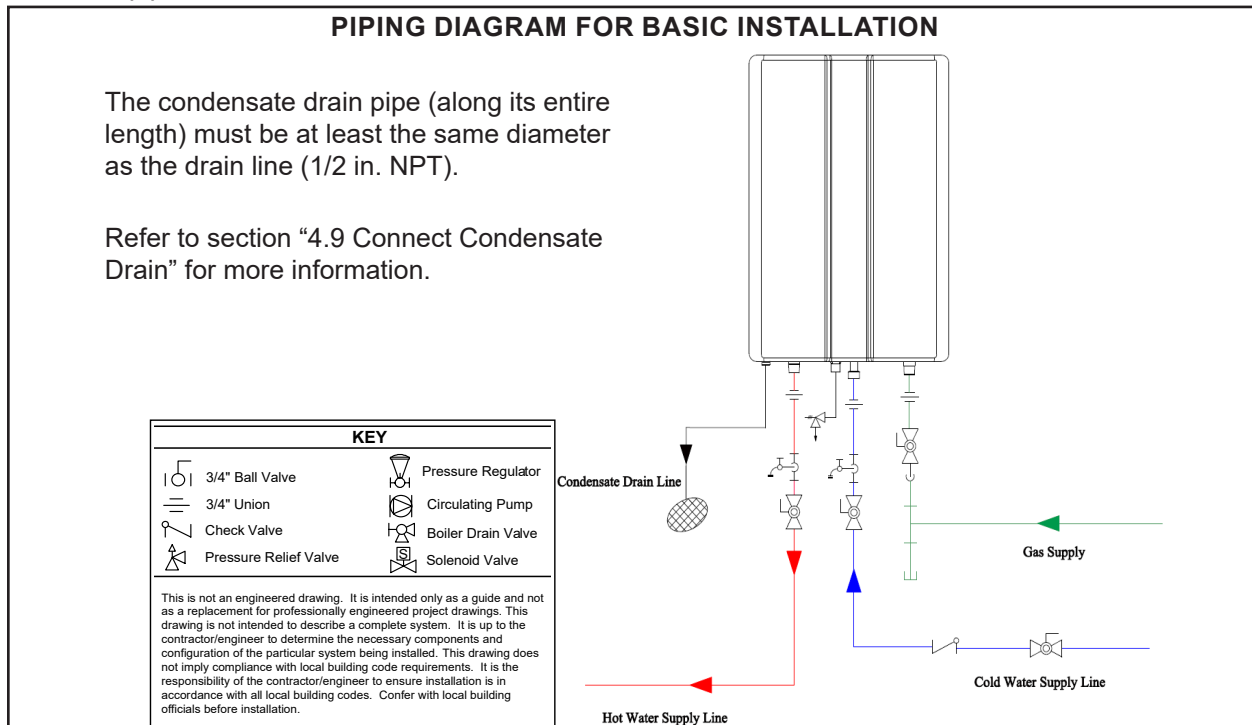 PIPING DIAGRAM FOR BASIC INSTALLATION
The condensate drain pipe (along its entire
length) must be at least the same diameter
as the drain line (1/2 in. NPT).
Refer to section “4.9 Connect Condensate
Drain” for more information.
KEY
3/4" Ball Valve
Pressure Regulator
3/4" Union
Circulating Pump
Check Valve
Boiler Drain Valve
Pressure Relief Valve
S
Solenoid Valve
This is not an engineered drawing. It is intended only as a guide and not
as a replacement for professionally engineered project drawings. This
drawing is not intended to describe a complete system. It is up to the
contractor/engineer to determine the necessary components and
configuration of the particular system being installed. This drawing does
not imply compliance with local building code requirements. It is the
responsibility of the contractor/engineer to ensure installation is in
accordance with all local building codes. Confer with local building
officials before installation.
Condensate Drain Line
Gas Supply
Cold Water Supply Line
Hot Water Supply Line